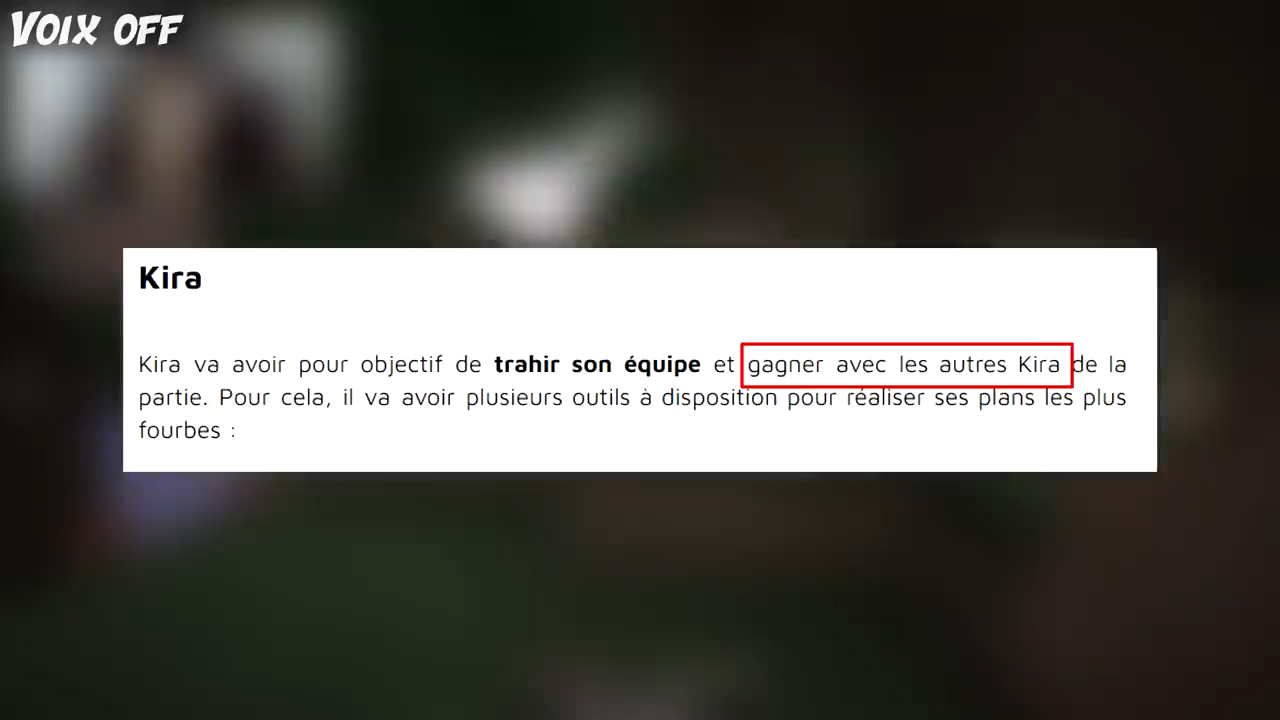 VOIX OFF
Kira
Kira va avoir pour objectif de trahir son équipe et gagner avec les autres Kira de la
partie. Pour cela, il va avoir plusieurs outils à disposition pour réaliser ses plans les plus
fourbes :